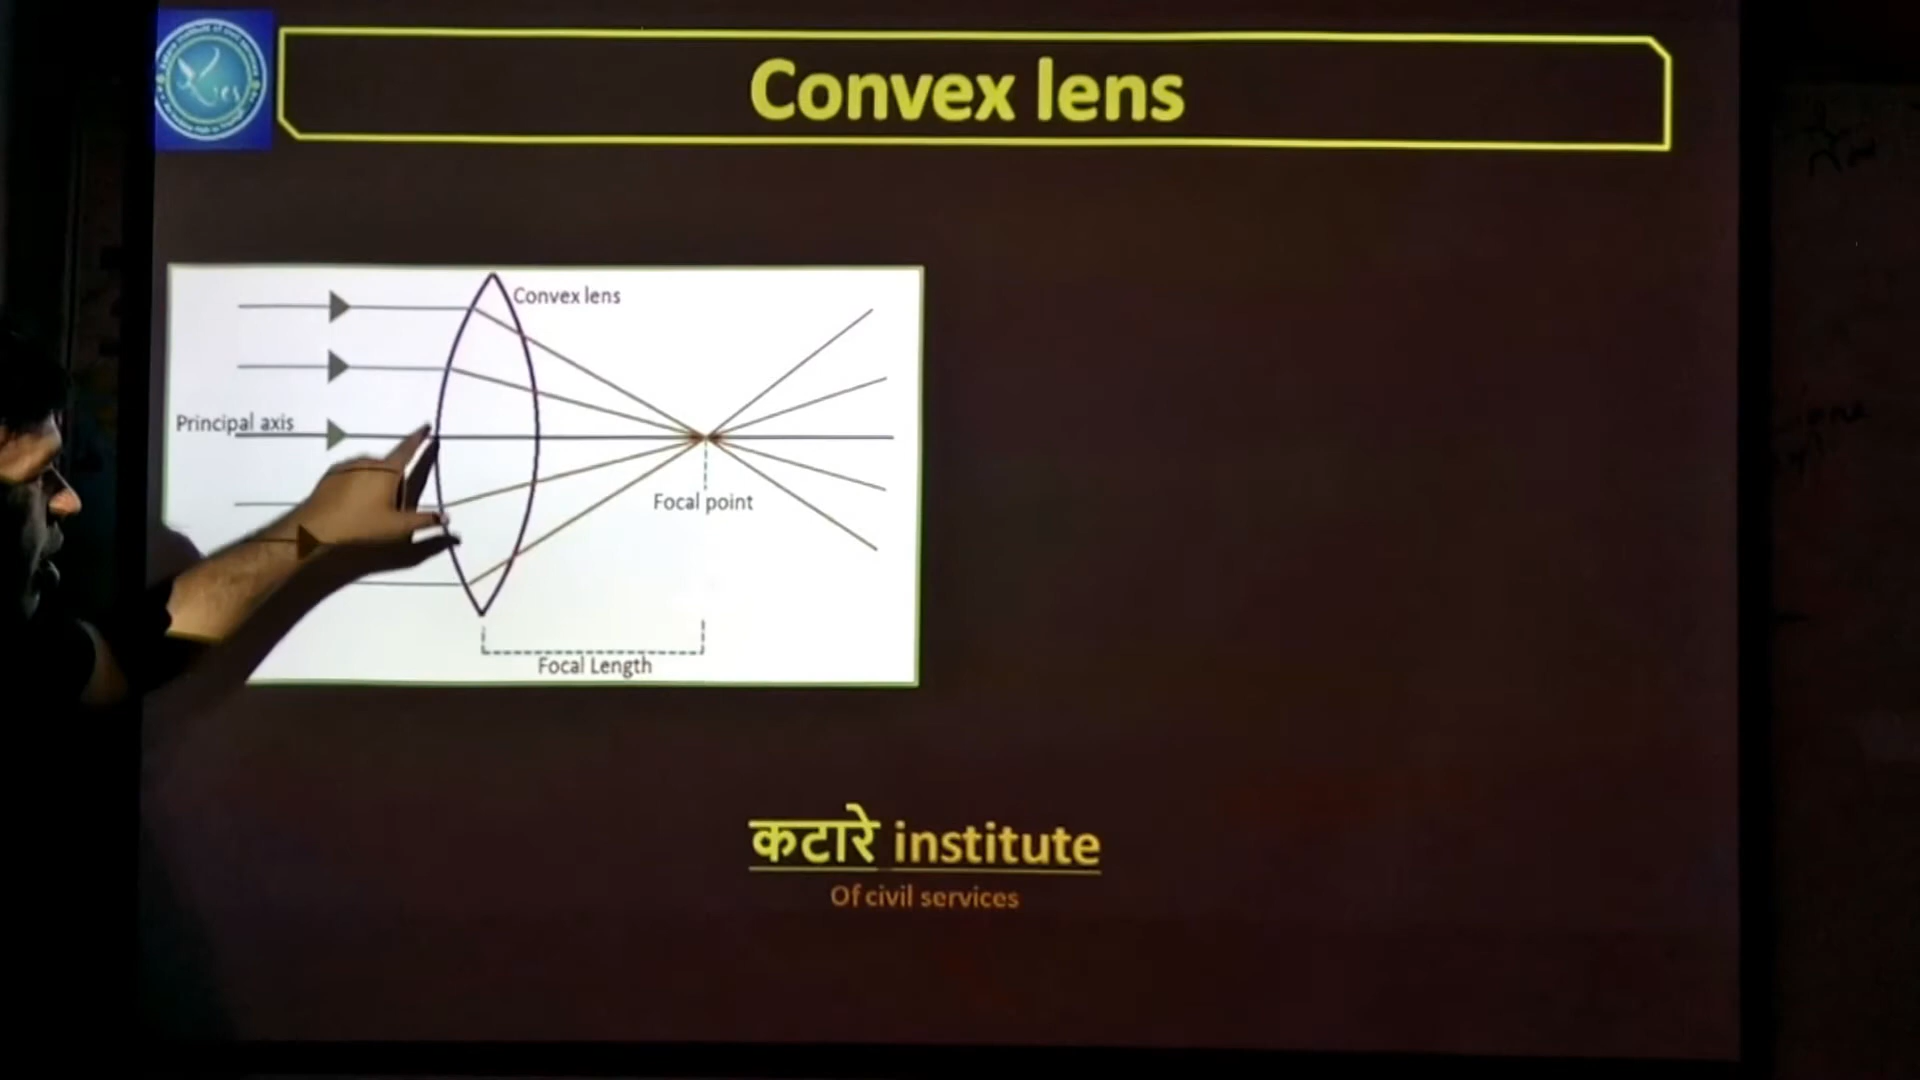 Convex lens
Convex lens
Principal axis
Focal point
Focal Length
कटारे institute
Of civil services